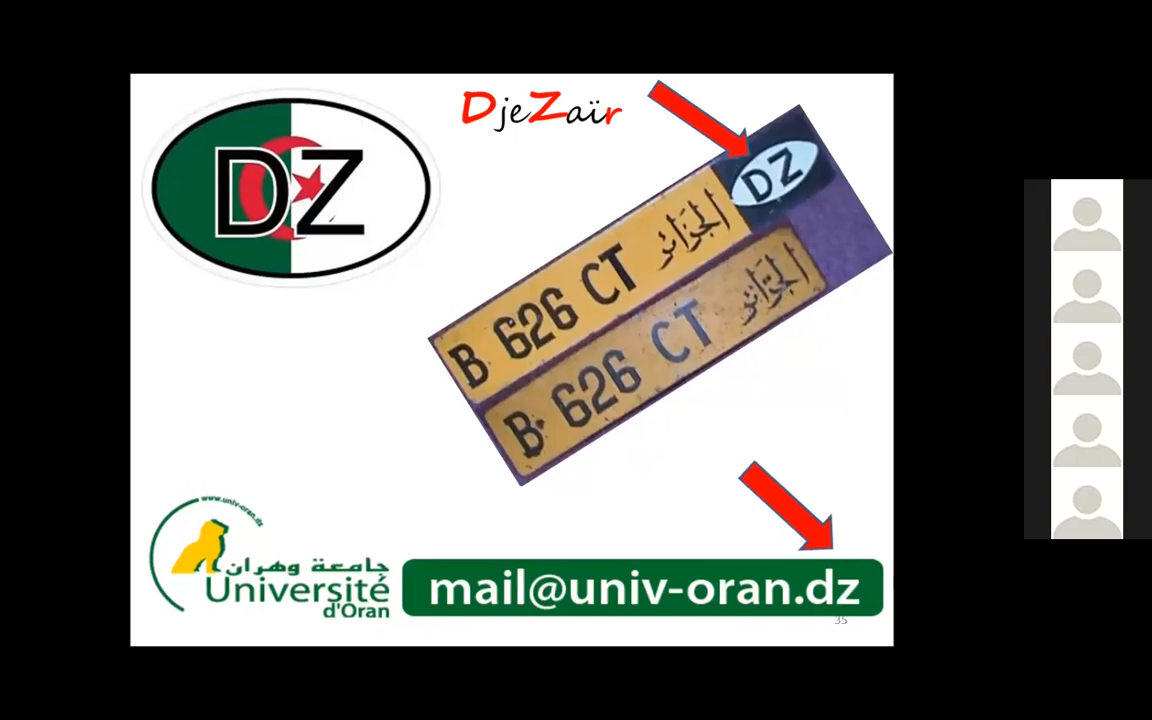 DZ
DjeZaïr
DZ
B 626 CT الجزائر
B 626 CT الجزائر
www.univ-oran.dz
جامعة وهران
Université
d'Oran
mail@univ-oran.dz
35